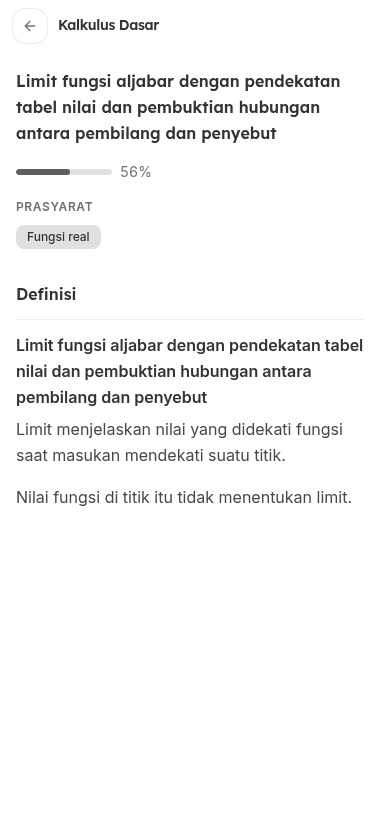 Kalkulus Dasar
Limit fungsi aljabar dengan pendekatan
tabel nilai dan pembuktian hubungan
antara pembilang dan penyebut
56%
PRASYARAT
Fungsi real
Definisi
Limit fungsi aljabar dengan pendekatan tabel
nilai dan pembuktian hubungan antara
pembilang dan penyebut
Limit menjelaskan nilai yang didekati fungsi
saat masukan mendekati suatu titik.
Nilai fungsi di titik itu tidak menentukan limit.